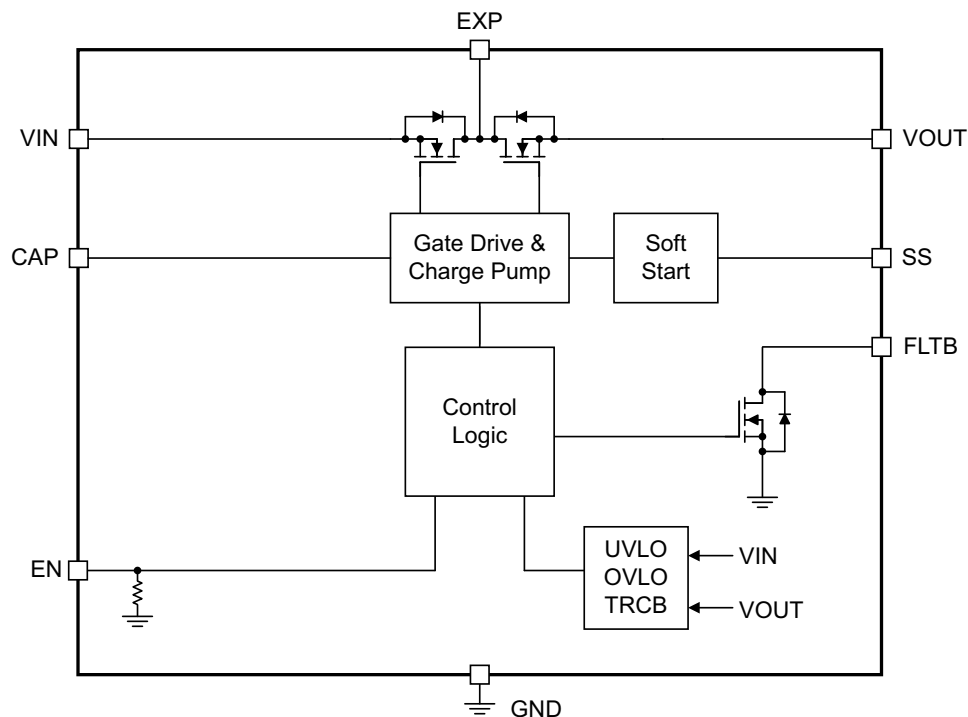 EXP
VIN
VOUT
Gate Drive &
Charge Pump
Soft
Start
CAP
SS
FLTB
Control
Logic
EN
UVLO
OVLO
TRCB
VIN
VOUT
GND